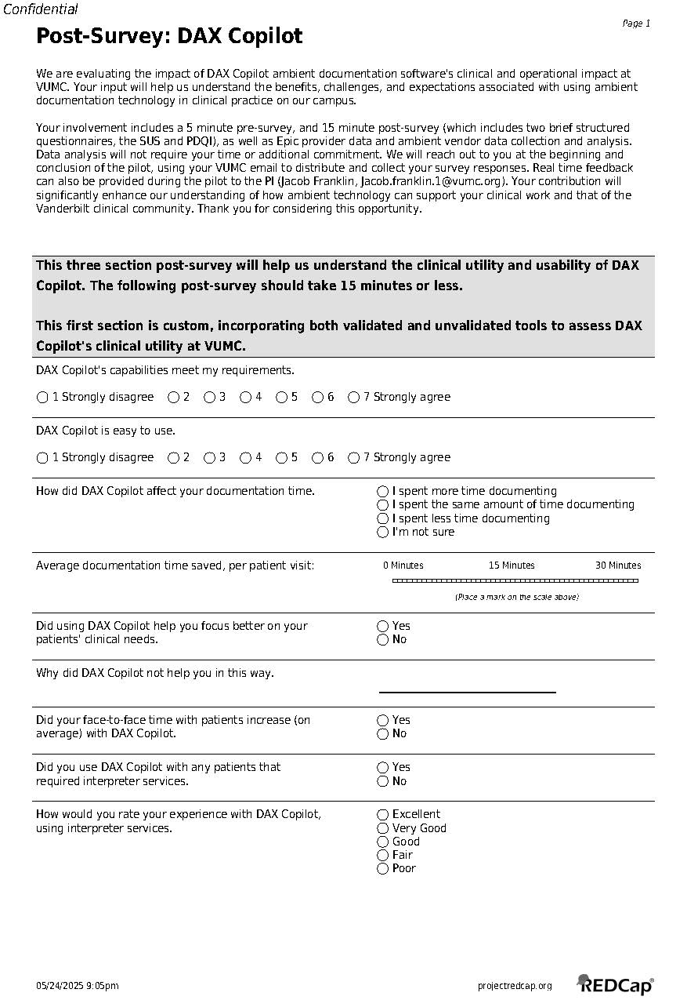 Confidential
Page 1
Post-Survey: DAX Copilot
We are evaluating the impact of DAX Copilot ambient documentation software's clinical and operational impact at
VUMC. Your input will help us understand the benefits, challenges, and expectations associated with using ambient
documentation technology in clinical practice on our campus.
Your involvement includes a 5 minute pre-survey, and 15 minute post-survey (which includes two brief structured
questionnaires, the SUS and PDQI), as well as Epic provider data and ambient vendor data collection and analysis.
Data analysis will not require your time or additional commitment. We will reach out to you at the beginning and
conclusion of the pilot, using your VUMC email to distribute and collect your survey responses. Real time feedback
can also be provided during the pilot to the PI (Jacob Franklin, Jacob.franklin.1@vumc.org). Your contribution will
significantly enhance our understanding of how ambient technology can support your clinical work and that of the
Vanderbilt clinical community. Thank you for considering this opportunity.
This three section post-survey will help us understand the clinical utility and usability of DAX
Copilot. The following post-survey should take 15 minutes or less.
This first section is custom, incorporating both validated and unvalidated tools to assess DAX
Copilot's clinical utility at VUMC.
DAX Copilot's capabilities meet my requirements.
1 Strongly disagree 2 3 4 5 6 7 Strongly agree
DAX Copilot is easy to use.
1 Strongly disagree 2 3 4 5 6 7 Strongly agree
How did DAX Copilot affect your documentation time.
I spent more time documenting
I spent the same amount of time documenting
I spent less time documenting
I'm not sure
Average documentation time saved, per patient visit:
0 Minutes 15 Minutes 30 Minutes
(Place a mark on the scale above)
Did using DAX Copilot help you focus better on your
patients' clinical needs.
Yes
No
Why did DAX Copilot not help you in this way.
Did your face-to-face time with patients increase (on
average) with DAX Copilot.
Yes
No
Did you use DAX Copilot with any patients that
required interpreter services.
Yes
No
How would you rate your experience with DAX Copilot,
using interpreter services.
Excellent
Very Good
Good
Fair
Poor
05/24/2025 9:05pm
projectredcap.org
REDCap®